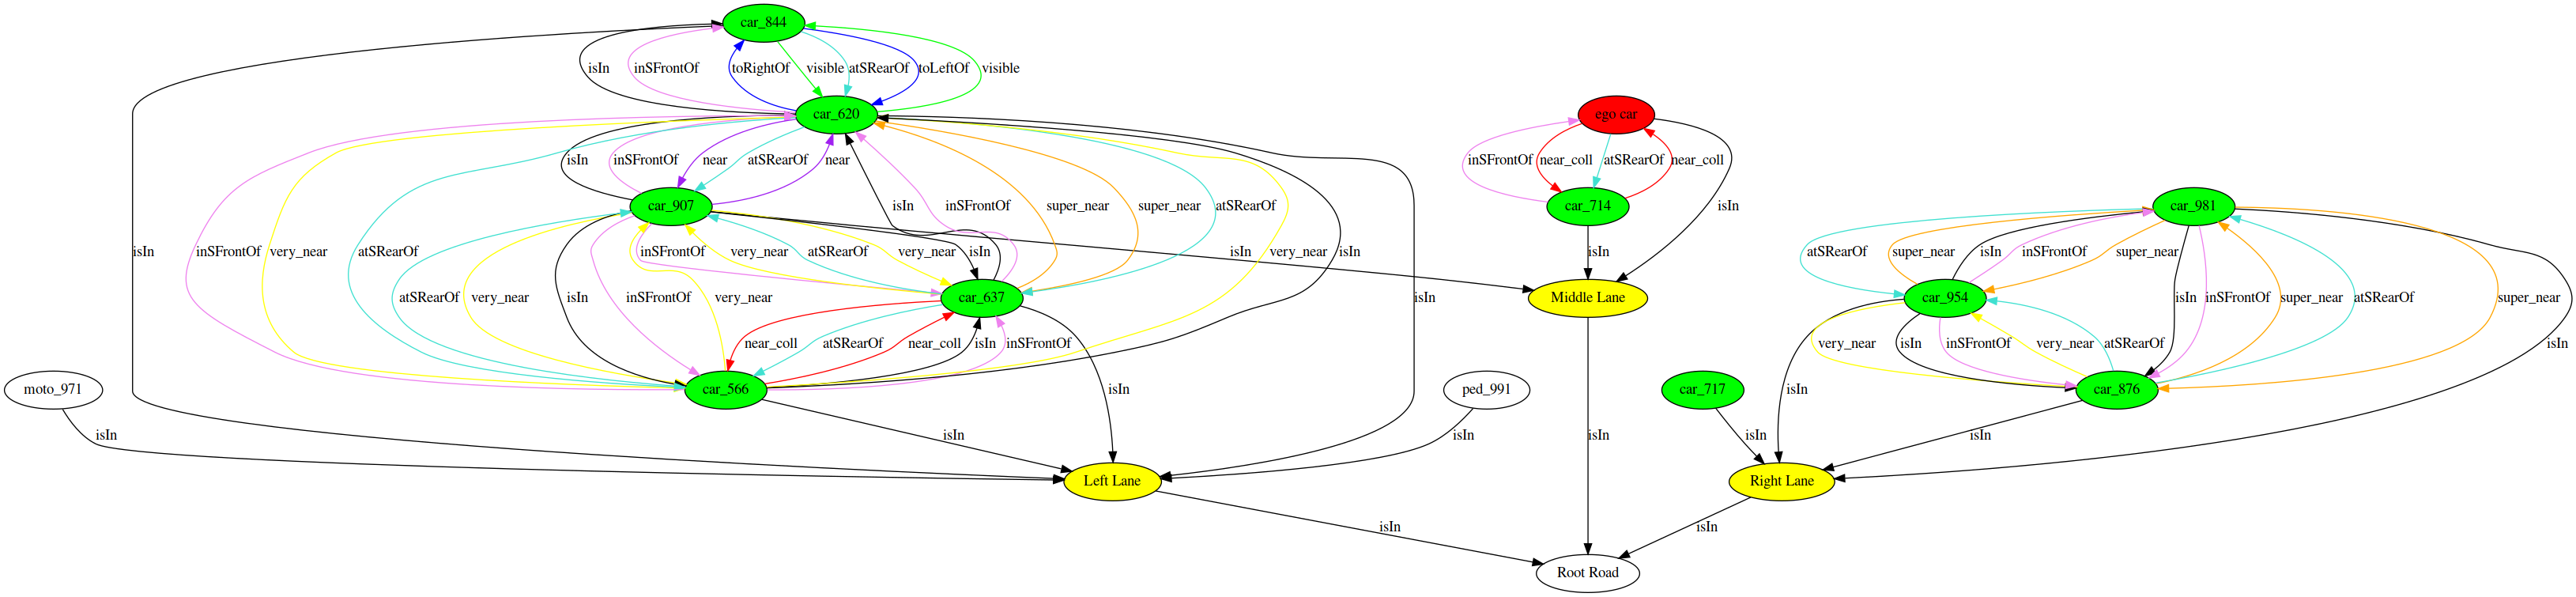 car_844
isIn inSFrontOf toRightOf visible atSRearOf toLeftOf visible
car_620 ego car
isIn inSFrontOf near atSRearOf near inSFrontOf near_coll atSRearOf near_coll
car_907 isIn inSFrontOf super_near super_near atSRearOf car_714 isIn car_981
isIn inSFrontOf very_near atSRearOf inSFrontOf very_near atSRearOf very_near isIn isIn very_near isIn isIn atSRearOf super_near isIn inSFrontOf super_near
atSRearOf very_near isIn inSFrontOf very_near car_637 isIn Middle Lane car_954 isIn inSFrontOf super_near atSRearOf super_near
near_coll atSRearOf near_coll isIn inSFrontOf very_near isIn inSFrontOf very_near atSRearOf isIn
moto_971 car_566 isIn ped_991 car_717 isIn car_876
isIn isIn isIn isIn isIn isIn
Left Lane Right Lane
isIn isIn
Root Road